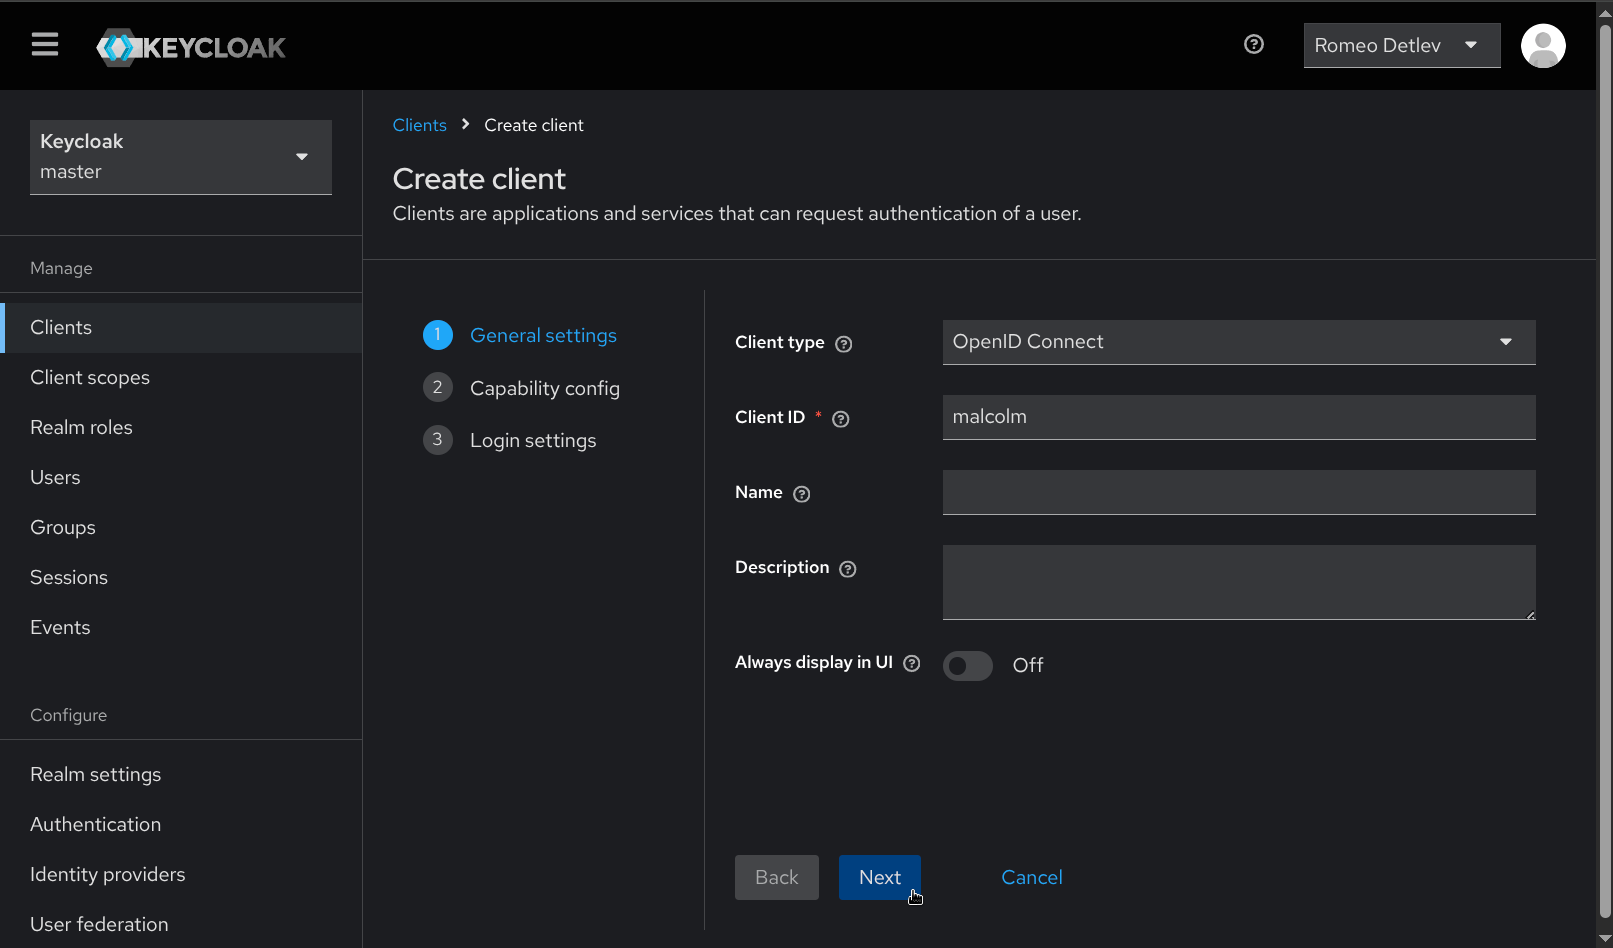 KEYCLOAK
Romeo Detlev
Keycloak
master
Manage
Clients
Client scopes
Realm roles
Users
Groups
Sessions
Events
Configure
Realm settings
Authentication
Identity providers
User federation
Clients Create client
Create client
Clients are applications and services that can request authentication of a user.
1 General settings
2 Capability config
3 Login settings
Client type OpenID Connect
Client ID * malcolm
Name
Description
Always display in UI Off
Back Next Cancel